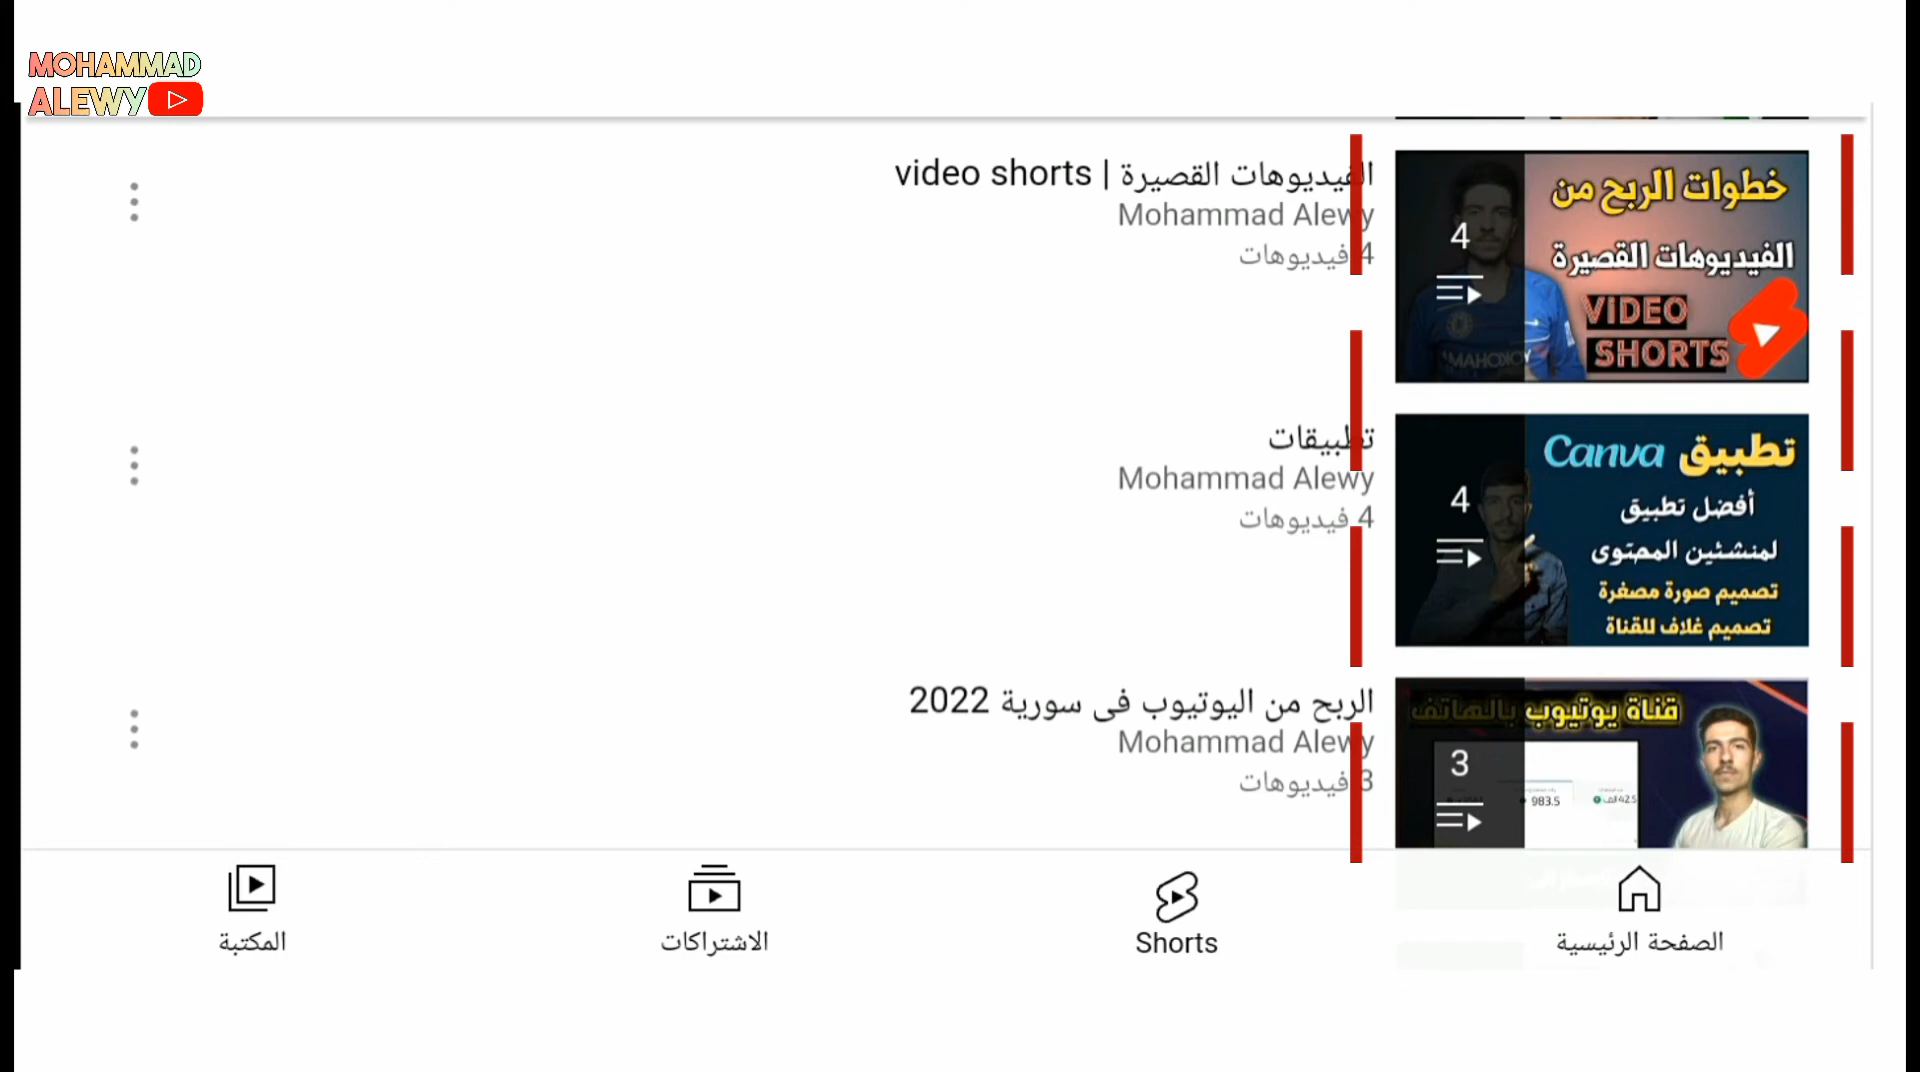 MOHAMMAD
ALEWY
الفيديوهات القصيرة | video shorts
Mohammad Alewy
4 فيديوهات
خطوات الربح من
الفيديوهات القصيرة
VIDEO
SHORTS
4
تطبيقات
Mohammad Alewy
4 فيديوهات
تطبيق Canva
أفضل تطبيق
لمنشئين المحتوى
تصميم صورة مصغرة
تصميم غلاف للقناة
4
الربح من اليوتيوب في سورية 2022
Mohammad Alewy
3 فيديوهات
قناة يوتيوب بالهاتف
3
983.5
42.5 الف
الصفحة الرئيسية
Shorts
الاشتراكات
المكتبة